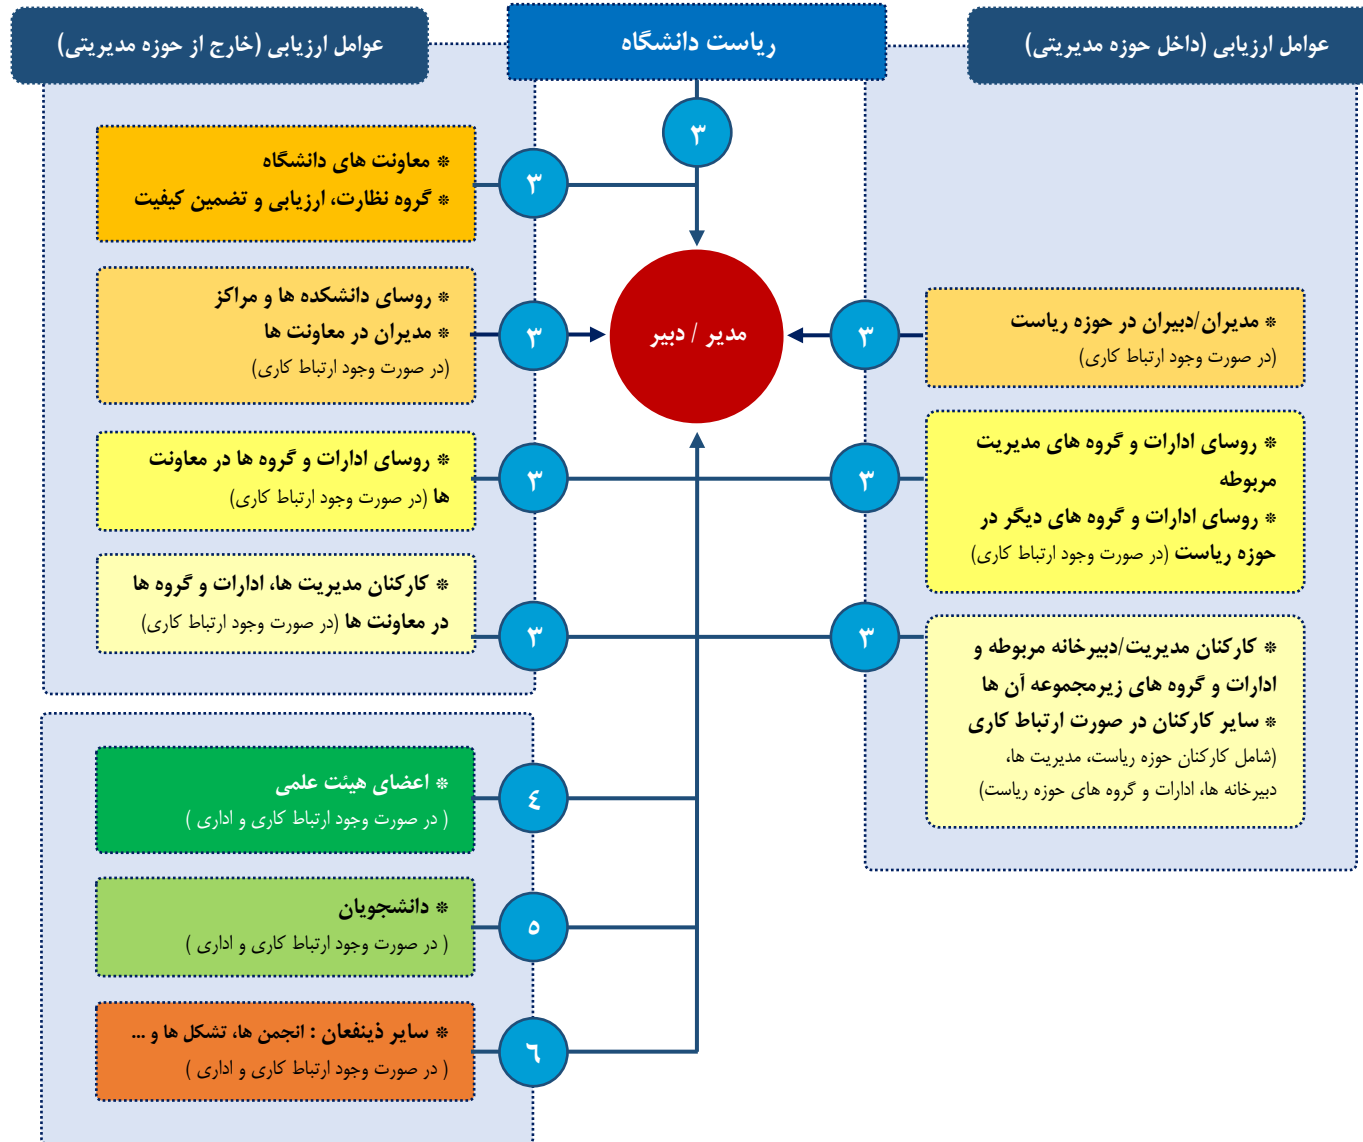 عوامل ارزیابی (داخل حوزه مدیریتی)
ریاست دانشگاه
عوامل ارزیابی (خارج از حوزه مدیریتی)
۳
* معاونت های دانشگاه
* گروه نظارت، ارزیابی و تضمین کیفیت
۳
مدیر / دبیر
* مدیران/دبیران در حوزه ریاست
(در صورت وجود ارتباط کاری)
۳
* روسای دانشکده ها و مراکز
* مدیران در معاونت ها
(در صورت وجود ارتباط کاری)
۳
* روسای ادارات و گروه های مدیریت
مربوطه
* روسای ادارات و گروه های دیگر در
حوزه ریاست (در صورت وجود ارتباط کاری)
۳
* روسای ادارات و گروه ها در معاونت
ها (در صورت وجود ارتباط کاری)
۳
* کارکنان مدیریت/دبیرخانه مربوطه و
ادارات و گروه های زیرمجموعه آن ها
* سایر کارکنان در صورت ارتباط کاری
(شامل کارکنان حوزه ریاست، مدیریت ها،
دبیرخانه ها، ادارات و گروه های حوزه ریاست)
۳
* کارکنان مدیریت ها، ادارات و گروه ها
در معاونت ها (در صورت وجود ارتباط کاری)
۳
* اعضای هیئت علمی
( در صورت وجود ارتباط کاری و اداری )
٤
* دانشجویان
( در صورت وجود ارتباط کاری و اداری )
٥
* سایر ذینفعان : انجمن ها، تشکل ها و ...
( در صورت وجود ارتباط کاری و اداری )
٦